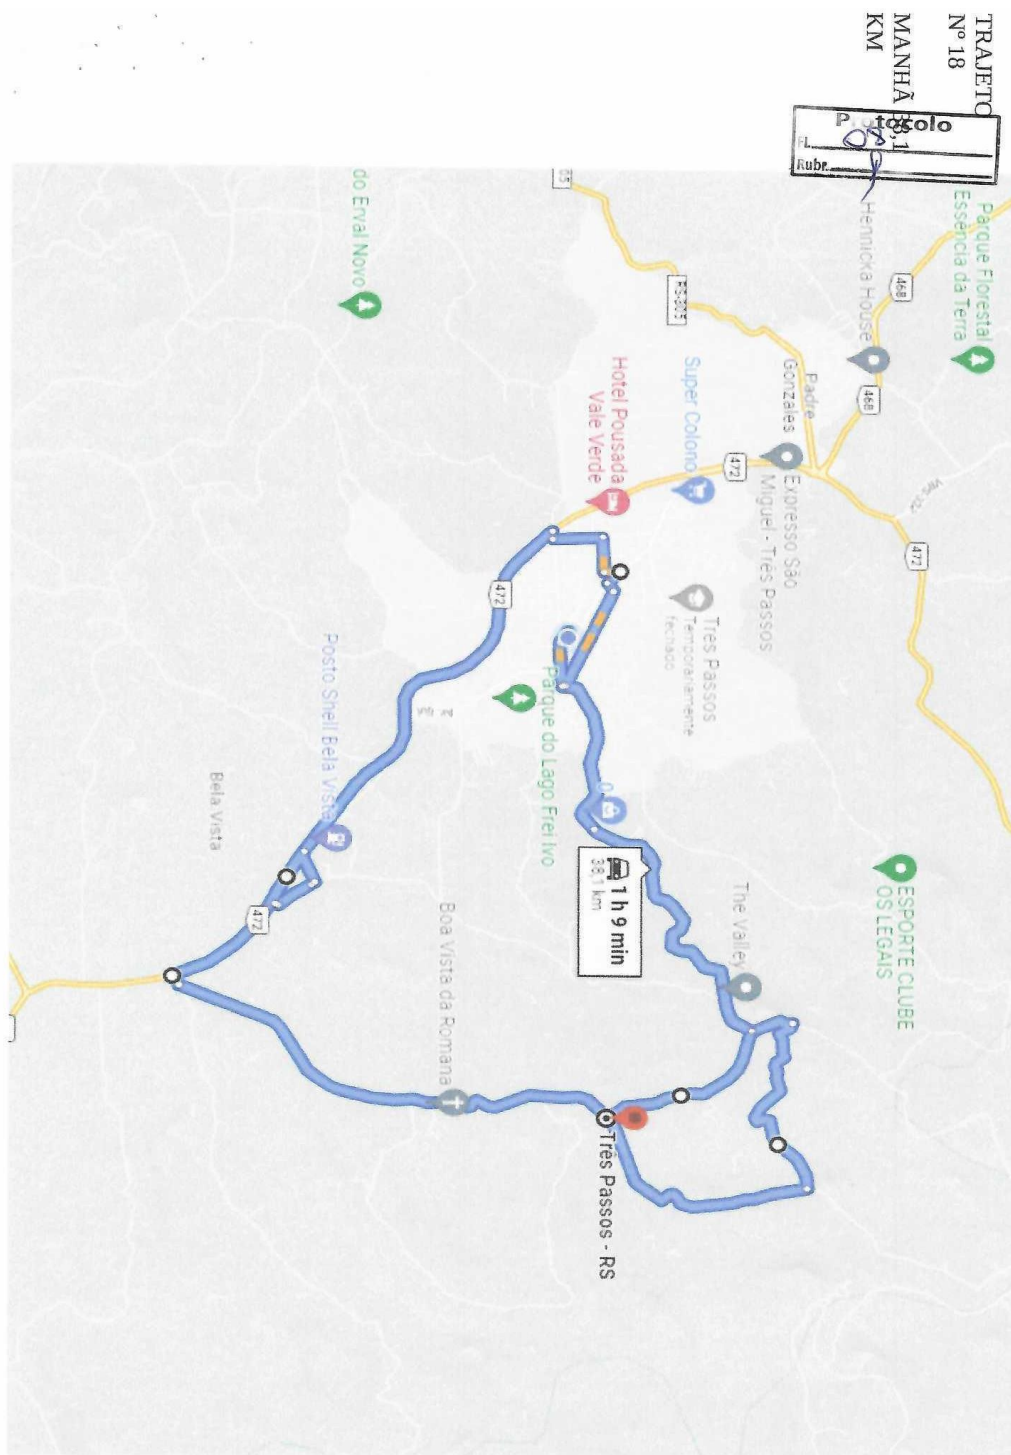 TRAJETO
Nº 18
MANHÃ 38,1
KM
Protocolo
FL.
Rubr.
Parque Florestal
Essência da Terra
Hennicka House
468
468
RS-305
do Erval Novo
Padre
Gonzales
Expresso São
Miguel - Três Passos
472
472
Super Colono
Hotel Pousada
Vale Verde
Três Passos
Temporariamente
fechado
472
Parque do Lago Frei Ivo
Posto Shell Bela Vista
Bela Vista
1 h 9 min
38,1 km
The Valley
ESPORTE CLUBE
OS LEGAIS
472
Boa Vista da Romana
Três Passos - RS